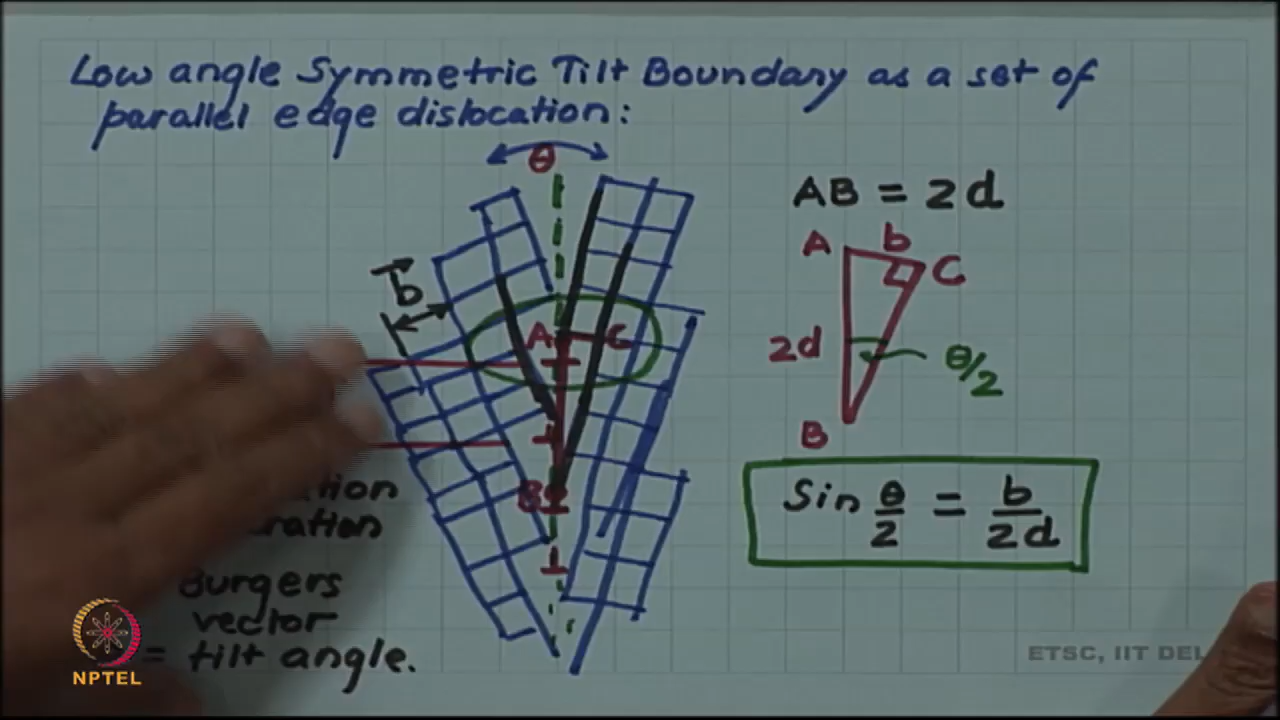 Low angle Symmetric Tilt Boundary as a set of
parallel edge dislocation:
θ
AB = 2d
A b C
b
A C
2d
θ/2
B
B
Sin θ/2 = b/2d
Burgers
vector
= tilt angle.
NPTEL
ETSC, IIT DEL